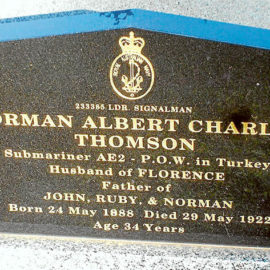 233385 LDR. SIGNALMAN
ORMAN ALBERT CHARL
THOMSON
Submariner AE2 - P.O.W. in Turkey
Husband of FLORENCE
Father of
JOHN, RUBY, & NORMAN
Born 24 May 1888 Died 29 May 1922
Age 34 Years